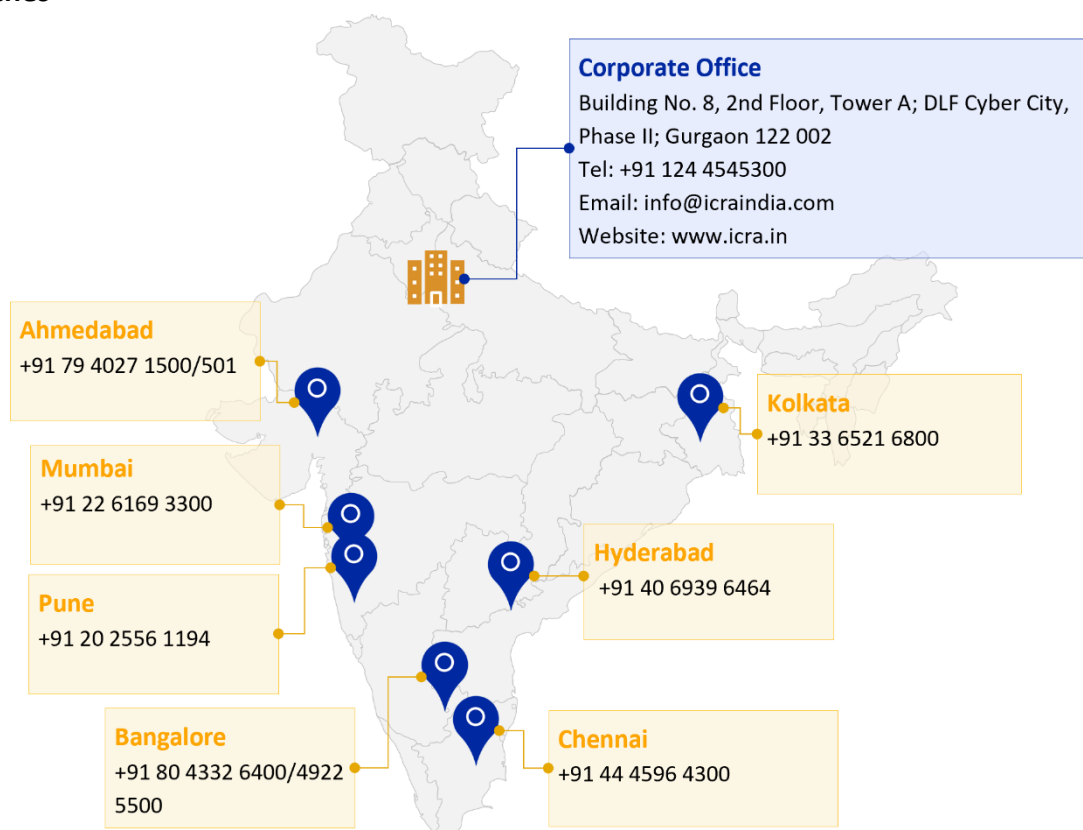 Corporate Office
Building No. 8, 2nd Floor, Tower A; DLF Cyber City,
Phase II; Gurgaon 122 002
Tel: +91 124 4545300
Email: info@icraindia.com
Website: www.icra.in
Ahmedabad
+91 79 4027 1500/501
Kolkata
+91 33 6521 6800
Mumbai
+91 22 6169 3300
Hyderabad
+91 40 6939 6464
Pune
+91 20 2556 1194
Bangalore
+91 80 4332 6400/4922
5500
Chennai
+91 44 4596 4300